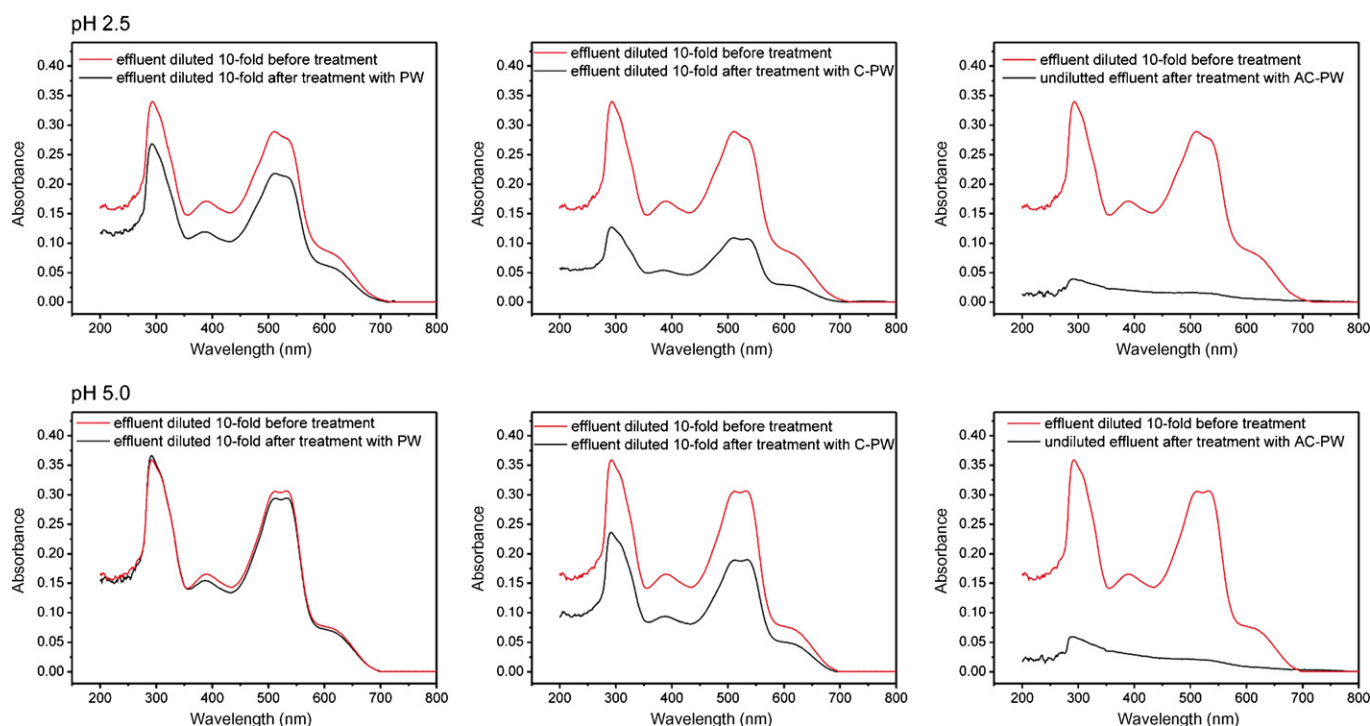 pH 2.5
effluent diluted 10-fold before treatment
effluent diluted 10-fold after treatment with PW
0.40
0.35
0.30
0.25
0.20
0.15
0.10
0.05
0.00
Absorbance
200 300 400 500 600 700 800
Wavelength (nm)
effluent diluted 10-fold before treatment
effluent diluted 10-fold after treatment with C-PW
0.40
0.35
0.30
0.25
0.20
0.15
0.10
0.05
0.00
Absorbance
200 300 400 500 600 700 800
Wavelength (nm)
effluent diluted 10-fold before treatment
undilutted effluent after treatment with AC-PW
0.40
0.35
0.30
0.25
0.20
0.15
0.10
0.05
0.00
Absorbance
200 300 400 500 600 700 800
Wavelength (nm)
pH 5.0
effluent diluted 10-fold before treatment
effluent diluted 10-fold after treatment with PW
0.40
0.35
0.30
0.25
0.20
0.15
0.10
0.05
0.00
Absorbance
200 300 400 500 600 700 800
Wavelength (nm)
effluent diluted 10-fold before treatment
effluent diluted 10-fold after treatment with C-PW
0.40
0.35
0.30
0.25
0.20
0.15
0.10
0.05
0.00
Absorbance
200 300 400 500 600 700 800
Wavelength (nm)
effluent diluted 10-fold before treatment
undiluted effluent after treatment with AC-PW
0.40
0.35
0.30
0.25
0.20
0.15
0.10
0.05
0.00
Absorbance
200 300 400 500 600 700 800
Wavelength (nm)